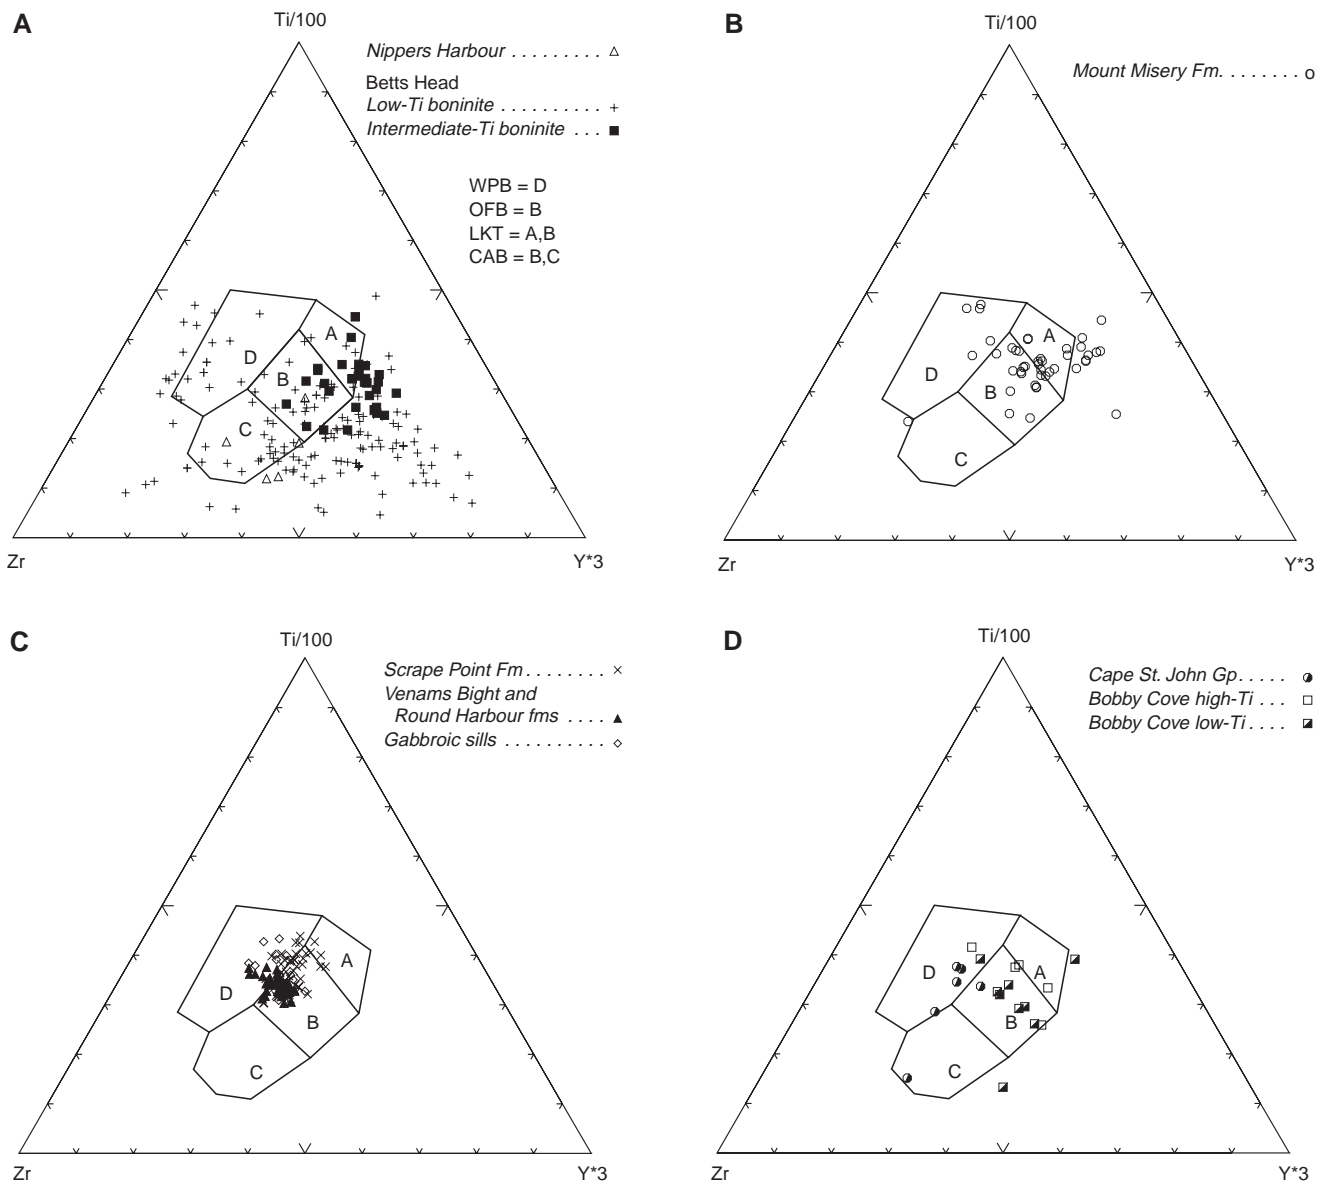 A
Ti/100
Nippers Harbour . . . . . . . . . △
Betts Head
Low-Ti boninite . . . . . . . . . . +
Intermediate-Ti boninite . . . ■
WPB = D
OFB = B
LKT = A,B
CAB = B,C
A
D
B
C
Zr
Y*3
B
Ti/100
Mount Misery Fm. . . . . . . . o
A
D
B
C
Zr
Y*3
C
Ti/100
Scrape Point Fm . . . . . . . . ×
Venams Bight and
Round Harbour fms . . . . ▲
Gabbroic sills . . . . . . . . . . ◇
A
D
B
C
Zr
Y*3
D
Ti/100
Cape St. John Gp. . . . . ◑
Bobby Cove high-Ti . . . □
Bobby Cove low-Ti . . . . ◪
D
A
B
C
Zr
Y*3